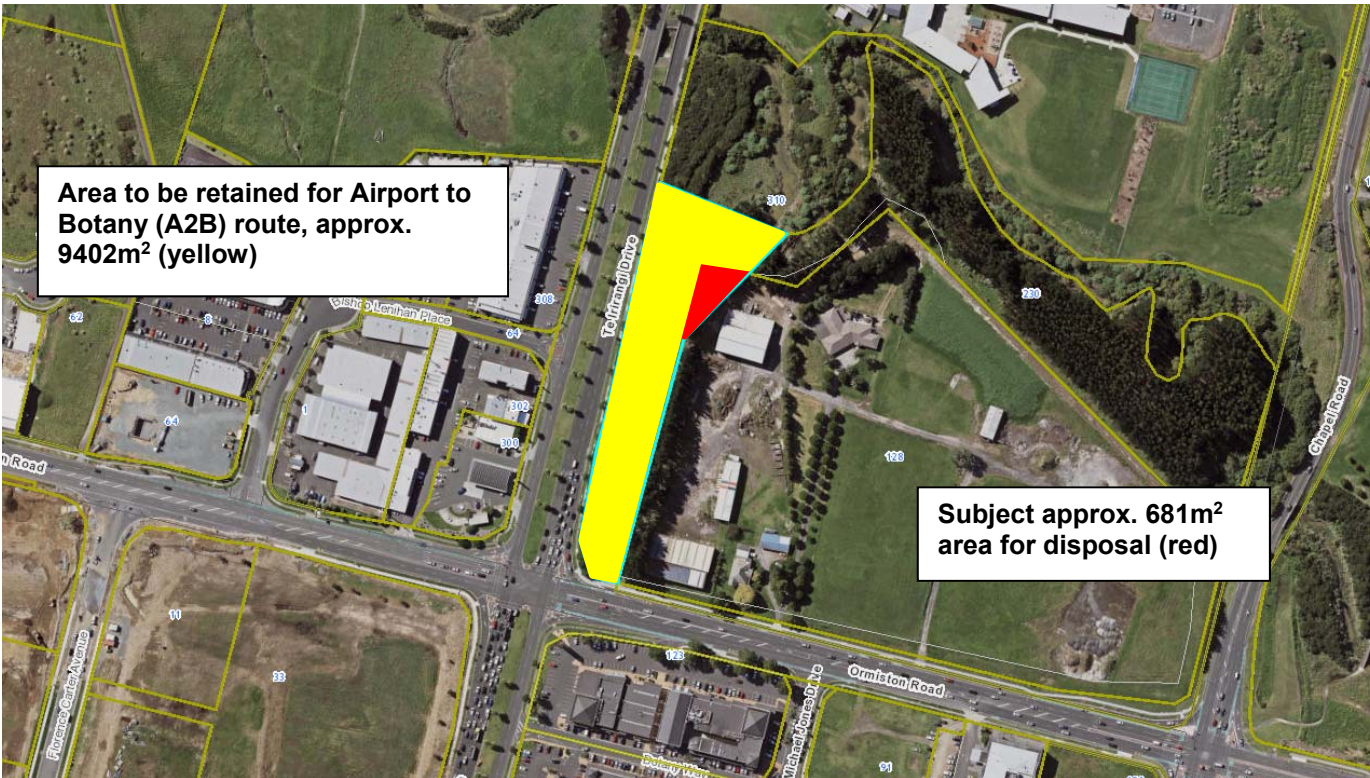 Area to be retained for Airport to
Botany (A2B) route, approx.
9402m² (yellow)
310
Te Irirangi Drive
308
230
Bishop Lenihan Place
62
8
64
302
1
64
300
128
Chapel Road
n Road
Subject approx. 681m²
area for disposal (red)
11
33
123
Ormiston Road
Florence Carter Avenue
Michael Jones Drive
91